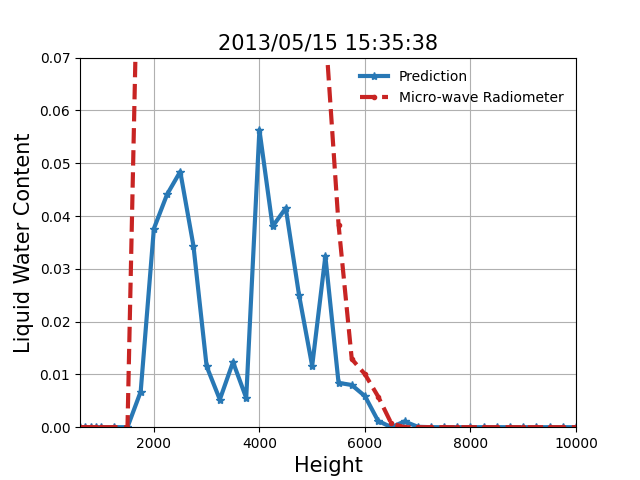 2013/05/15 15:35:38
0.07
0.06
0.05
0.04
0.03
0.02
0.01
0.00
Liquid Water Content
Prediction
Micro-wave Radiometer
2000 4000 6000 8000 10000
Height